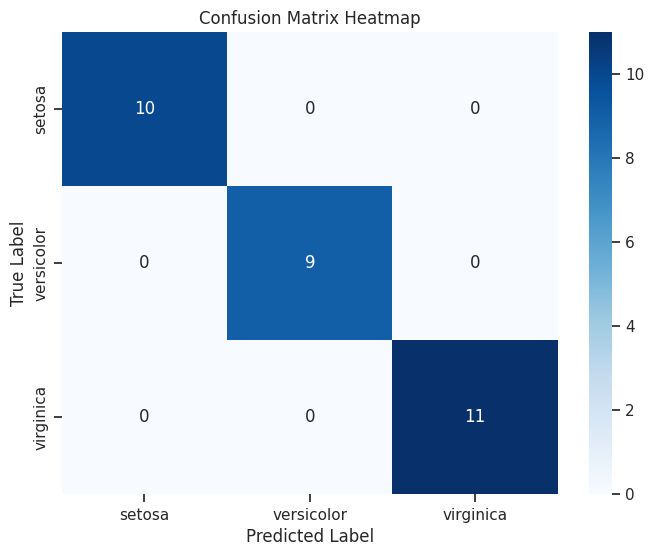 Confusion Matrix Heatmap
True Label
setosa
versicolor
virginica
10 0 0
0 9 0
0 0 11
setosa versicolor virginica
Predicted Label
10
8
6
4
2
0